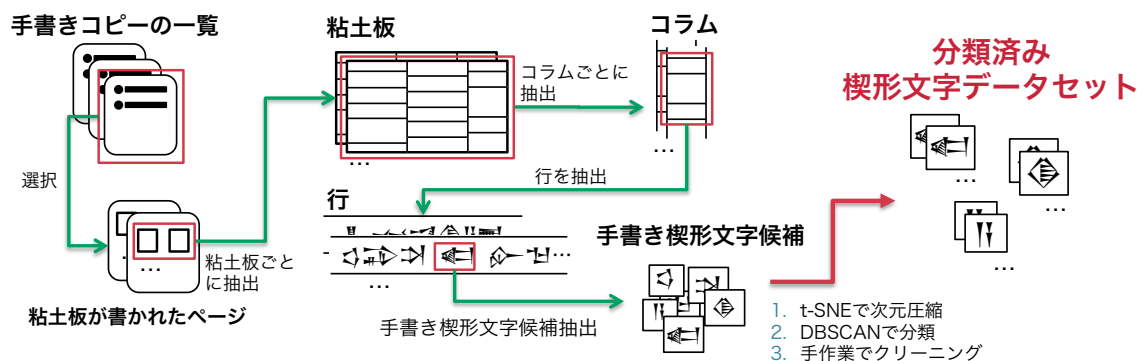 手書きコピーの一覧
選択
粘土板が書かれたページ
...
粘土板ごと
に抽出
粘土板
...
コラムごとに
抽出
コラム
...
行を抽出
行
...
...
手書き楔形文字候補抽出
手書き楔形文字候補
1. t-SNEで次元圧縮
2. DBSCANで分類
3. 手作業でクリーニング
分類済み
楔形文字データセット
...
...
...